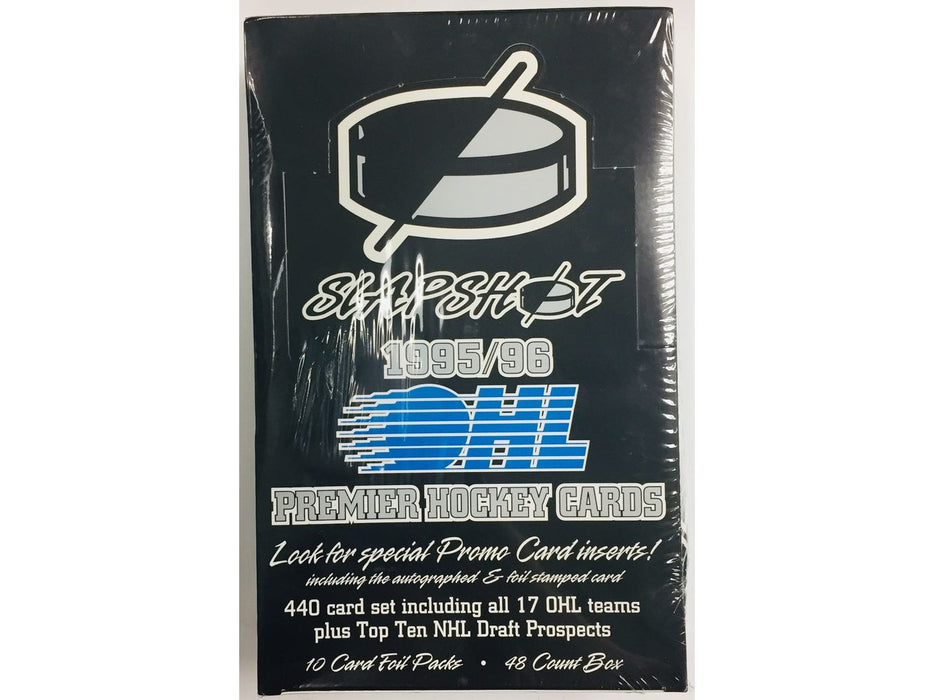 SLAPSHOT
1995/96
OHL
PREMIER HOCKEY CARDS
Look for special Promo Card inserts!
including the autographed & foil stamped card
440 card set including all 17 OHL teams
plus Top Ten NHL Draft Prospects
10 Card Foil Packs • 48 Count Box